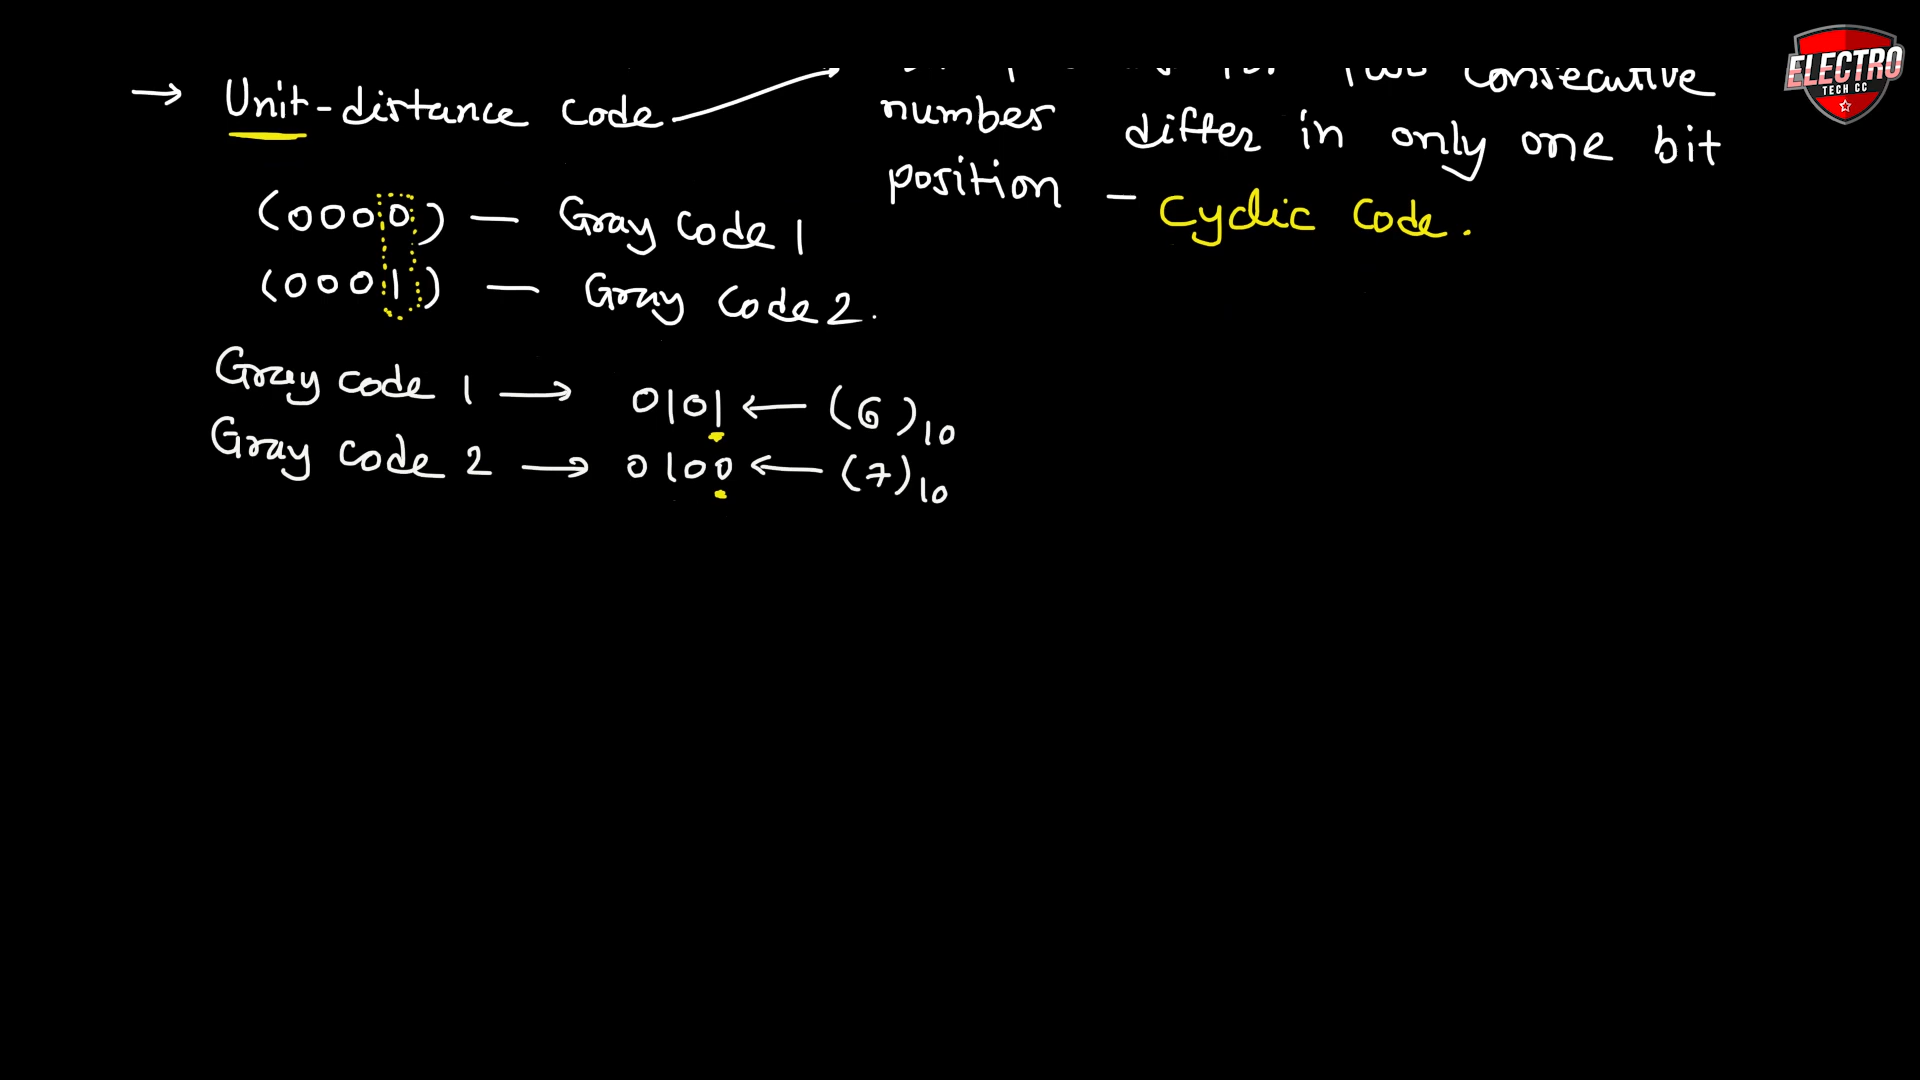 → Unit-distance code
Two consecutive
number differ in only one bit
position - Cyclic Code.
(0000) — Gray Code 1
(0001) — Gray Code 2.
Gray code 1 → 0101 ← (6)10
Gray code 2 → 0100 ← (7)10
ELECTRO
TECH CC